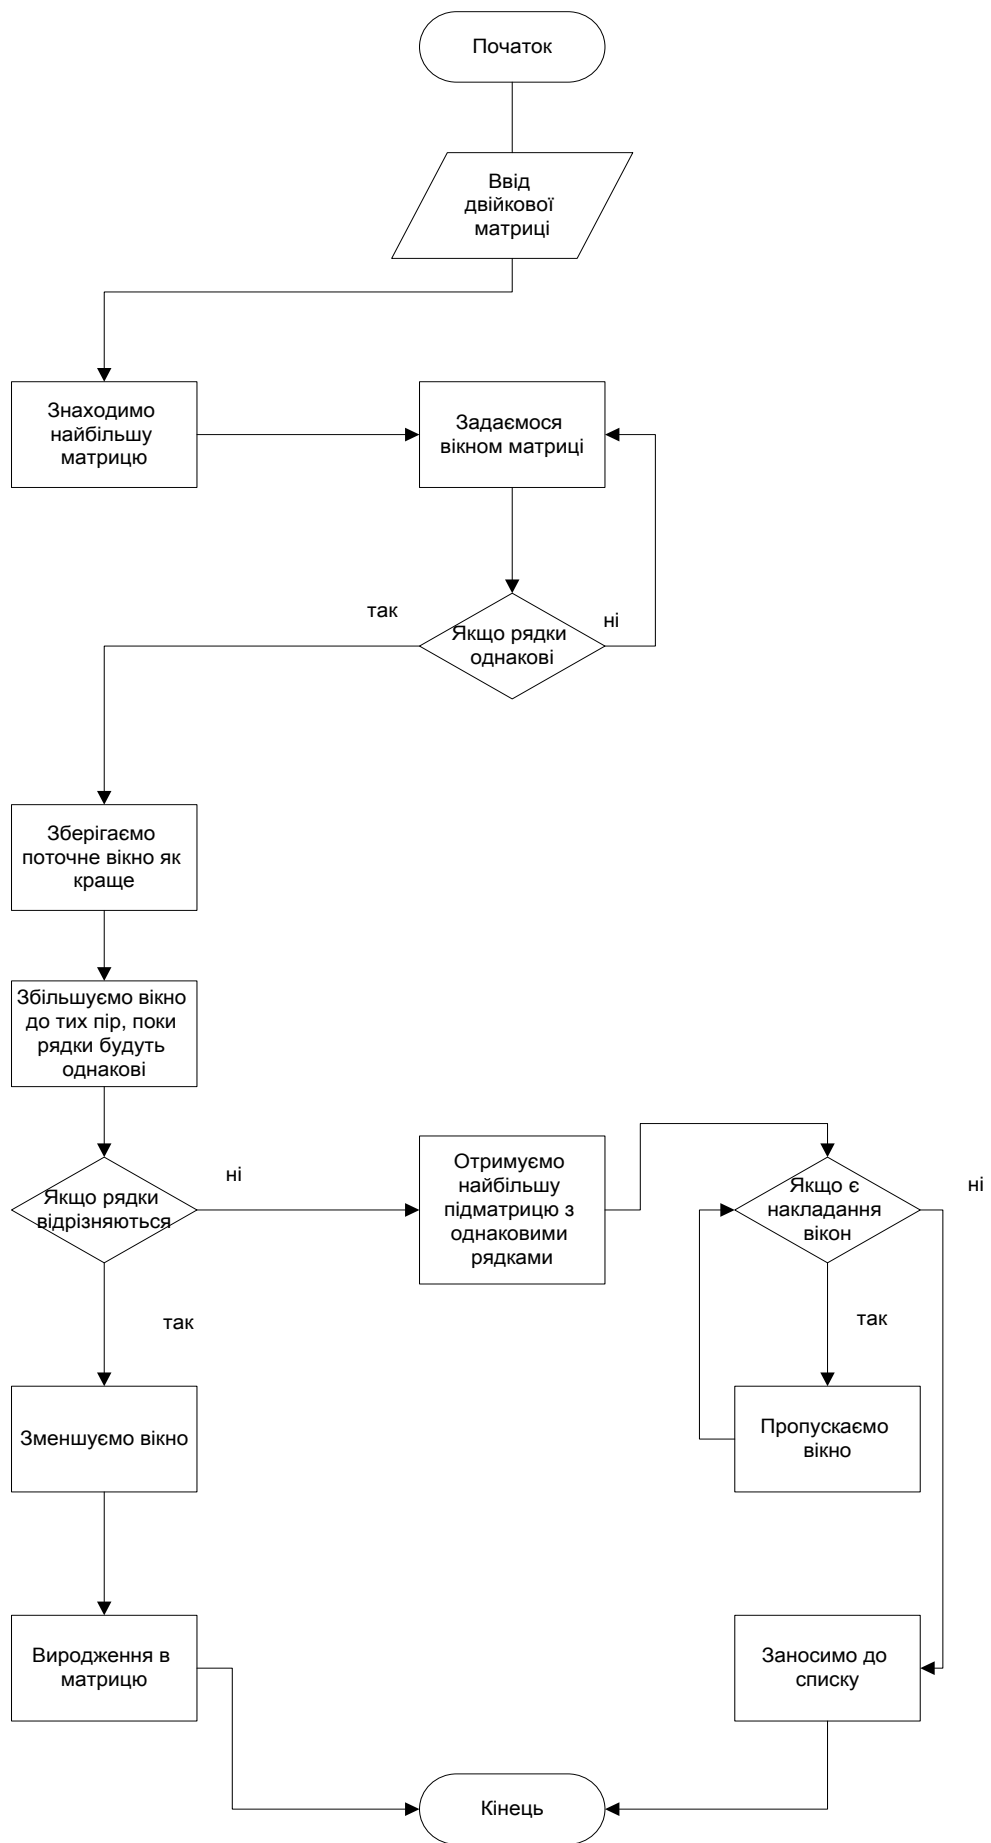 Початок
Ввід
двійкової
матриці
Знаходимо
найбільшу
матрицю
Задаємося
вікном матриці
так
Якщо рядки
однакові
ні
Зберігаємо
поточне вікно як
краще
Збільшуємо вікно
до тих пір, поки
рядки будуть
однакові
Якщо рядки
відрізняються
ні
так
Отримуємо
найбільшу
підматрицю з
однаковими
рядками
Якщо є
накладання
вікон
ні
так
Зменшуємо вікно
Пропускаємо
вікно
Виродження в
матрицю
Заносимо до
списку
Кінець